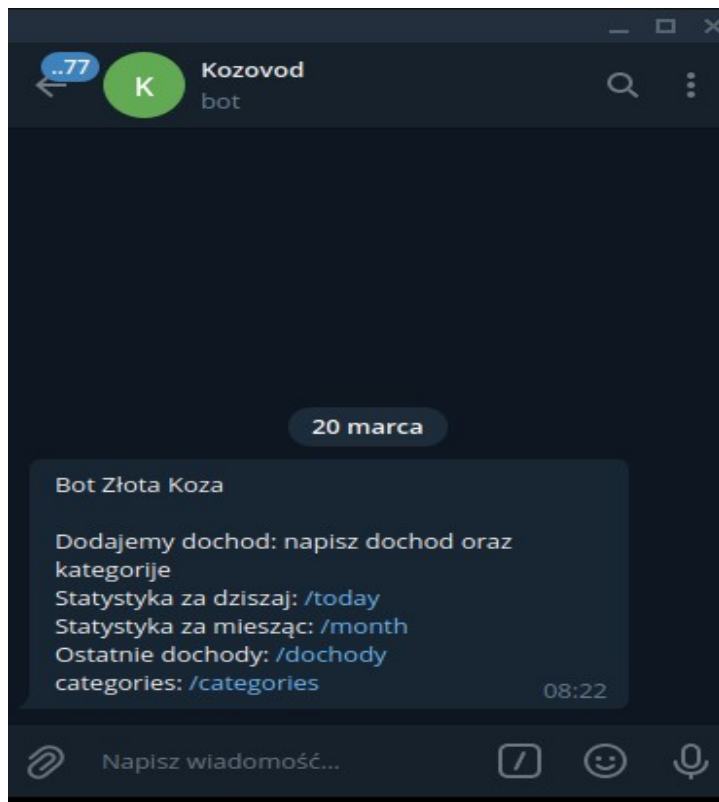 ..77
K
Kozovod
bot
20 marca
Bot Złota Koza
Dodajemy dochod: napisz dochod oraz
kategorije
Statystyka za dziszaj: /today
Statystyka za miesząc: /month
Ostatnie dochody: /dochody
categories: /categories
08:22
Napisz wiadomość...